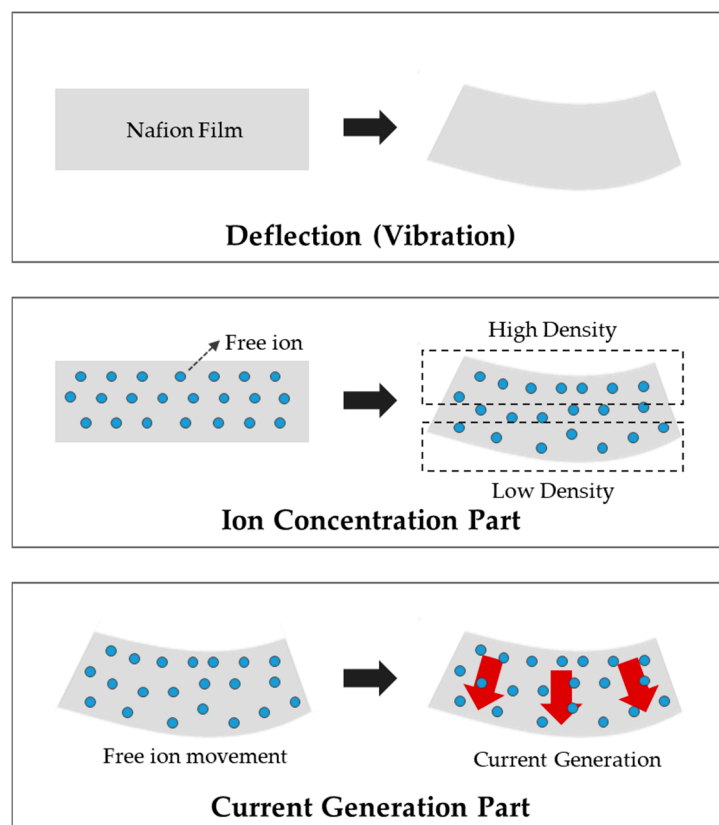 Nafion Film
Deflection (Vibration)
Free ion
High Density
Low Density
Ion Concentration Part
Free ion movement
Current Generation
Current Generation Part